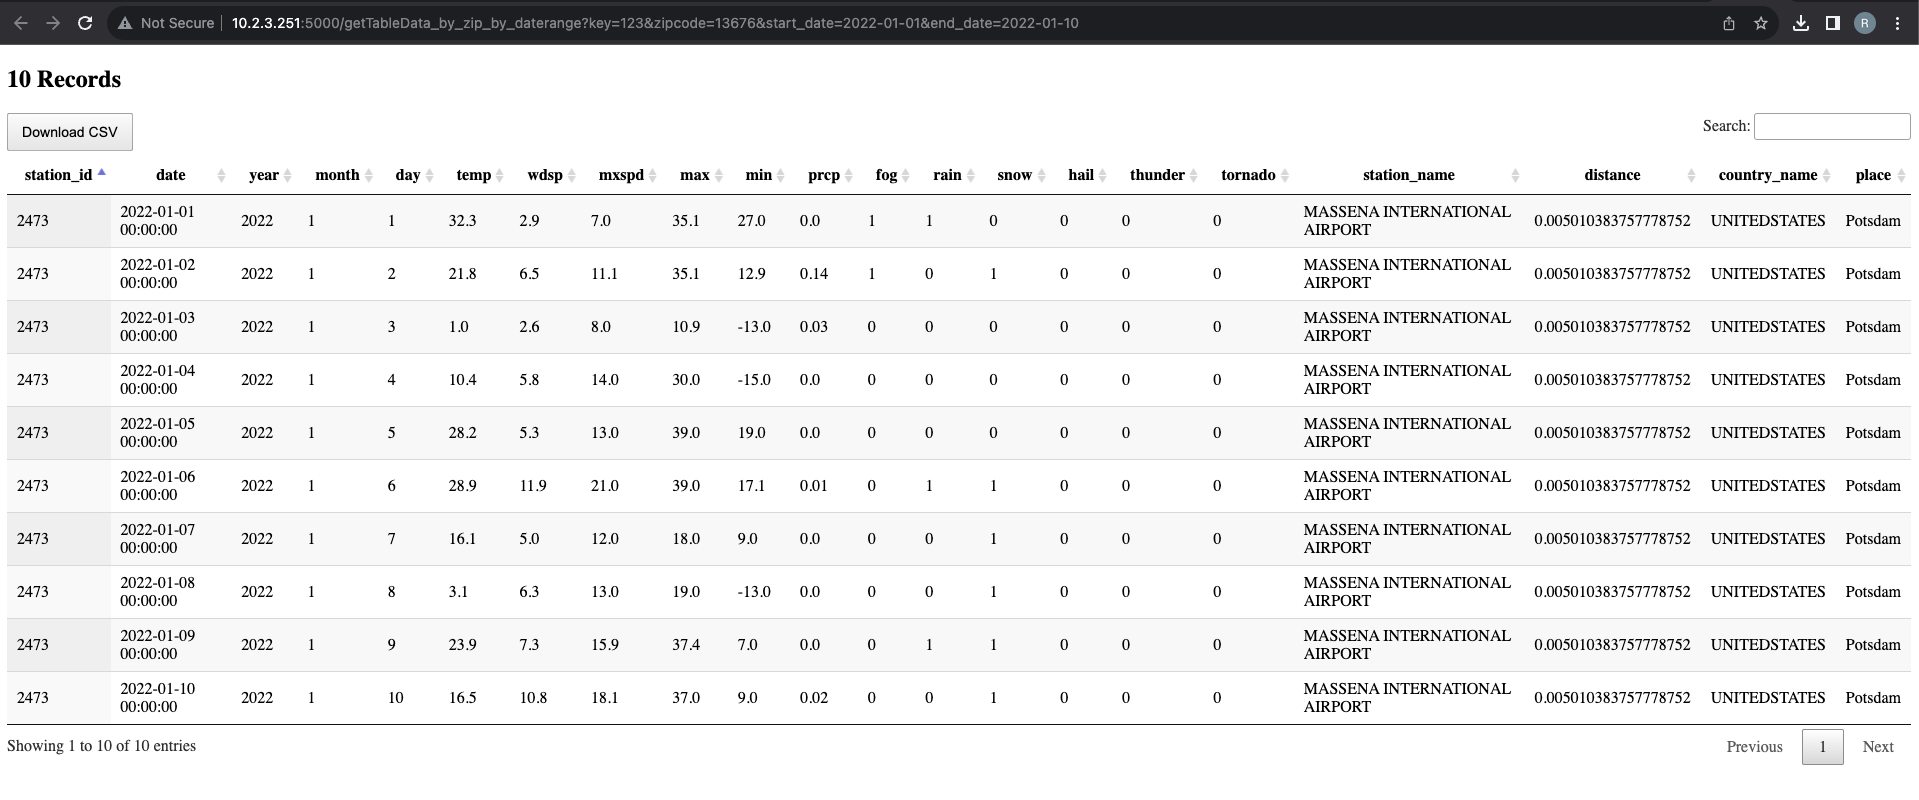 Not Secure 10.2.3.251:5000/getTableData_by_zip_by_daterange?key=123&zipcode=13676&start_date=2022-01-01&end_date=2022-01-10 R
10 Records
Download CSV Search:
station_id date year month day temp wdsp mxspd max min prcp fog rain snow hail thunder tornado station_name distance country_name place
2473 2022-01-01 00:00:00 2022 1 1 32.3 2.9 7.0 35.1 27.0 0.0 1 1 0 0 0 0 MASSENA INTERNATIONAL AIRPORT 0.005010383757778752 UNITEDSTATES Potsdam
2473 2022-01-02 00:00:00 2022 1 2 21.8 6.5 11.1 35.1 12.9 0.14 1 0 1 0 0 0 MASSENA INTERNATIONAL AIRPORT 0.005010383757778752 UNITEDSTATES Potsdam
2473 2022-01-03 00:00:00 2022 1 3 1.0 2.6 8.0 10.9 -13.0 0.03 0 0 0 0 0 0 MASSENA INTERNATIONAL AIRPORT 0.005010383757778752 UNITEDSTATES Potsdam
2473 2022-01-04 00:00:00 2022 1 4 10.4 5.8 14.0 30.0 -15.0 0.0 0 0 0 0 0 0 MASSENA INTERNATIONAL AIRPORT 0.005010383757778752 UNITEDSTATES Potsdam
2473 2022-01-05 00:00:00 2022 1 5 28.2 5.3 13.0 39.0 19.0 0.0 0 0 0 0 0 0 MASSENA INTERNATIONAL AIRPORT 0.005010383757778752 UNITEDSTATES Potsdam
2473 2022-01-06 00:00:00 2022 1 6 28.9 11.9 21.0 39.0 17.1 0.01 0 1 1 0 0 0 MASSENA INTERNATIONAL AIRPORT 0.005010383757778752 UNITEDSTATES Potsdam
2473 2022-01-07 00:00:00 2022 1 7 16.1 5.0 12.0 18.0 9.0 0.0 0 0 1 0 0 0 MASSENA INTERNATIONAL AIRPORT 0.005010383757778752 UNITEDSTATES Potsdam
2473 2022-01-08 00:00:00 2022 1 8 3.1 6.3 13.0 19.0 -13.0 0.0 0 0 1 0 0 0 MASSENA INTERNATIONAL AIRPORT 0.005010383757778752 UNITEDSTATES Potsdam
2473 2022-01-09 00:00:00 2022 1 9 23.9 7.3 15.9 37.4 7.0 0.0 0 1 1 0 0 0 MASSENA INTERNATIONAL AIRPORT 0.005010383757778752 UNITEDSTATES Potsdam
2473 2022-01-10 00:00:00 2022 1 10 16.5 10.8 18.1 37.0 9.0 0.02 0 0 1 0 0 0 MASSENA INTERNATIONAL AIRPORT 0.005010383757778752 UNITEDSTATES Potsdam
Showing 1 to 10 of 10 entries Previous 1 Next